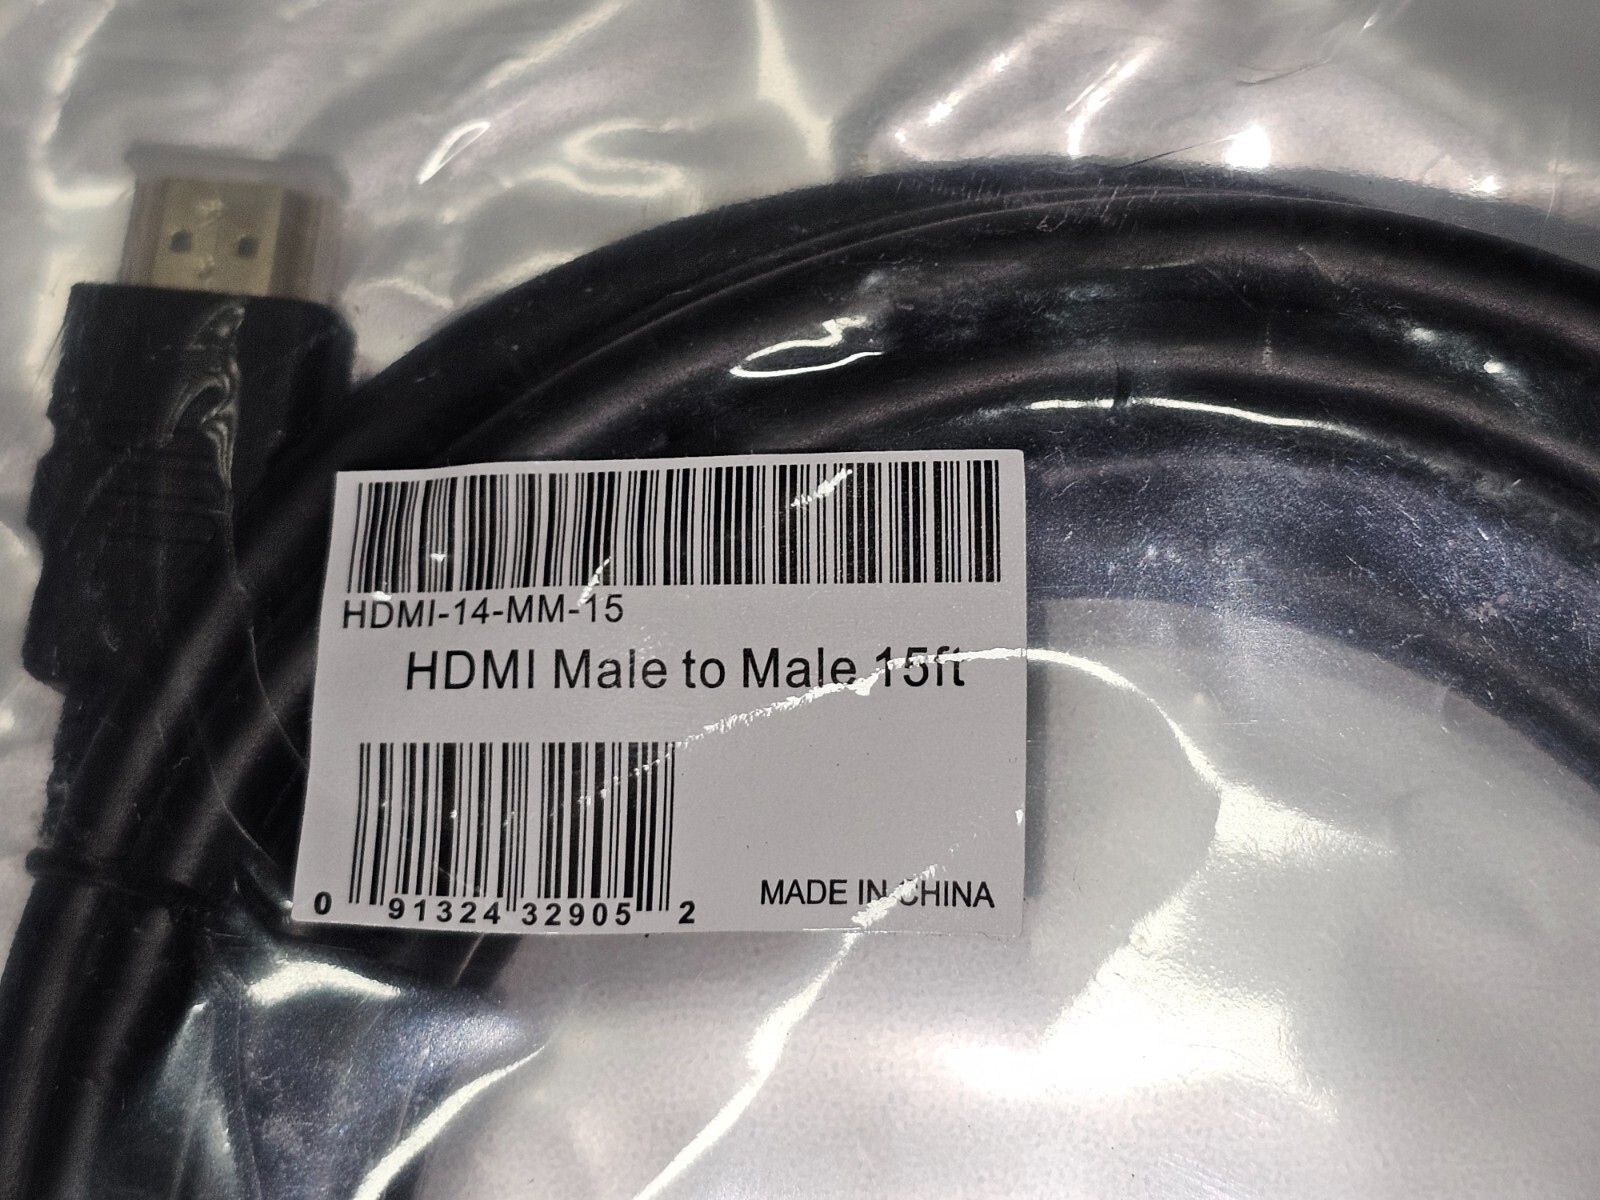 HDMI-14-MM-15
HDMI Male to Male 15ft
MADE IN CHINA
0 91324 32905 2